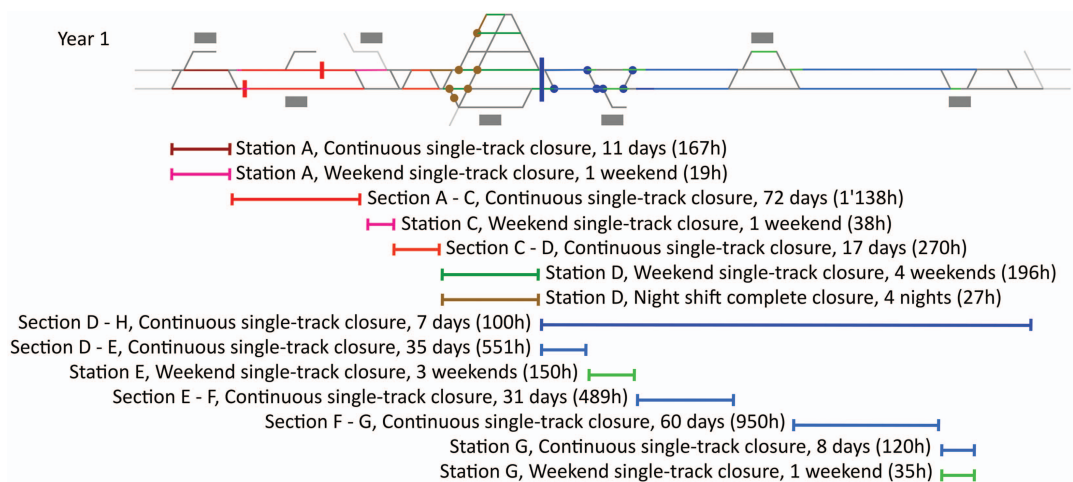 Year 1
Station A, Continuous single-track closure, 11 days (167h)
Station A, Weekend single-track closure, 1 weekend (19h)
Section A - C, Continuous single-track closure, 72 days (1'138h)
Station C, Weekend single-track closure, 1 weekend (38h)
Section C - D, Continuous single-track closure, 17 days (270h)
Station D, Weekend single-track closure, 4 weekends (196h)
Station D, Night shift complete closure, 4 nights (27h)
Section D - H, Continuous single-track closure, 7 days (100h)
Section D - E, Continuous single-track closure, 35 days (551h)
Station E, Weekend single-track closure, 3 weekends (150h)
Section E - F, Continuous single-track closure, 31 days (489h)
Section F - G, Continuous single-track closure, 60 days (950h)
Station G, Continuous single-track closure, 8 days (120h)
Station G, Weekend single-track closure, 1 weekend (35h)